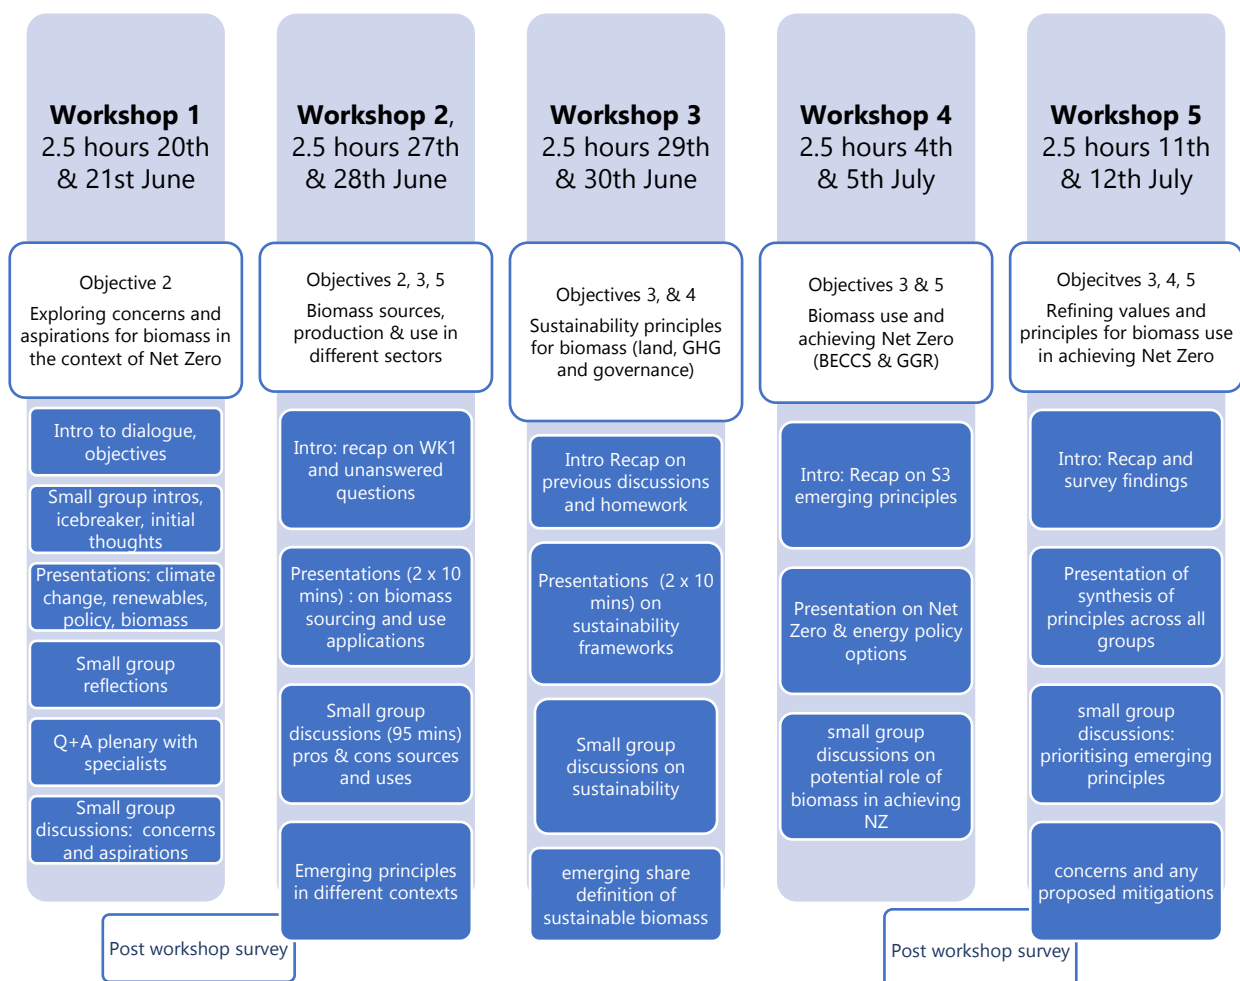 Workshop 1
2.5 hours 20th
& 21st June
Objective 2
Exploring concerns and
aspirations for biomass in
the context of Net Zero
Intro to dialogue,
objectives
Small group intros,
icebreaker, initial
thoughts
Presentations: climate
change, renewables,
policy, biomass
Small group
reflections
Q+A plenary with
specialists
Small group
discussions: concerns
and aspirations
Workshop 2,
2.5 hours 27th
& 28th June
Objectives 2, 3, 5
Biomass sources,
production & use in
different sectors
Intro: recap on WK1
and unanswered
questions
Presentations (2 x 10
mins) : on biomass
sourcing and use
applications
Small group
discussions (95 mins)
pros & cons sources
and uses
Emerging principles
in different contexts
Post workshop survey
Workshop 3
2.5 hours 29th
& 30th June
Objectives 3, & 4
Sustainability principles
for biomass (land, GHG
and governance)
Intro Recap on
previous discussions
and homework
Presentations (2 x 10
mins) on
sustainability
frameworks
Small group
discussions on
sustainability
emerging share
definition of
sustainable biomass
Workshop 4
2.5 hours 4th
& 5th July
Objectives 3 & 5
Biomass use and
achieving Net Zero
(BECCS & GGR)
Intro: Recap on S3
emerging principles
Presentation on Net
Zero & energy policy
options
small group
discussions on
potential role of
biomass in achieving
NZ
Workshop 5
2.5 hours 11th
& 12th July
Objecitves 3, 4, 5
Refining values and
principles for biomass use
in achieving Net Zero
Intro: Recap and
survey findings
Presentation of
synthesis of
principles across all
groups
small group
discussions:
prioritising emerging
principles
concerns and any
proposed mitigations
Post workshop survey